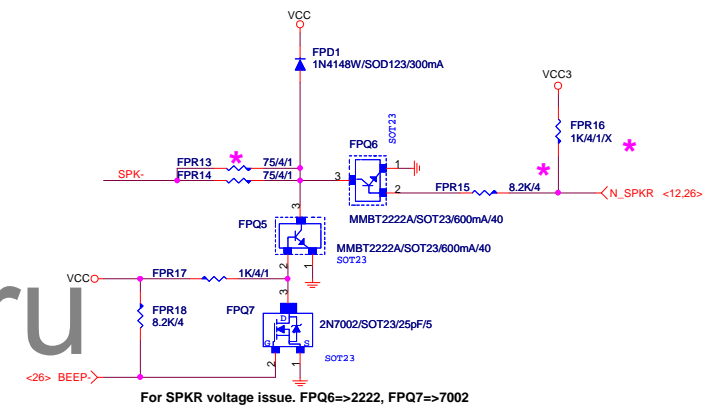 VCC
FPD1
1N4148W/SOD123/300mA
VCC3
FPR16
1K/4/1/X
*
*
*
FPQ6
SOT23
FPR13 75/4/1
SPK-
FPR14 75/4/1
3
1
2
FPR15 8.2K/4
N_SPKR <12,26>
MMBT2222A/SOT23/600mA/40
3
FPQ5
MMBT2222A/SOT23/600mA/40
SOT23
2
1
VCC
FPR17 1K/4/1
3
FPR18
8.2K/4
FPQ7
D
G
S
2N7002/SOT23/25pF/5
SOT23
2
1
<26> BEEP-
ru
For SPKR voltage issue. FPQ6=>2222, FPQ7=>7002